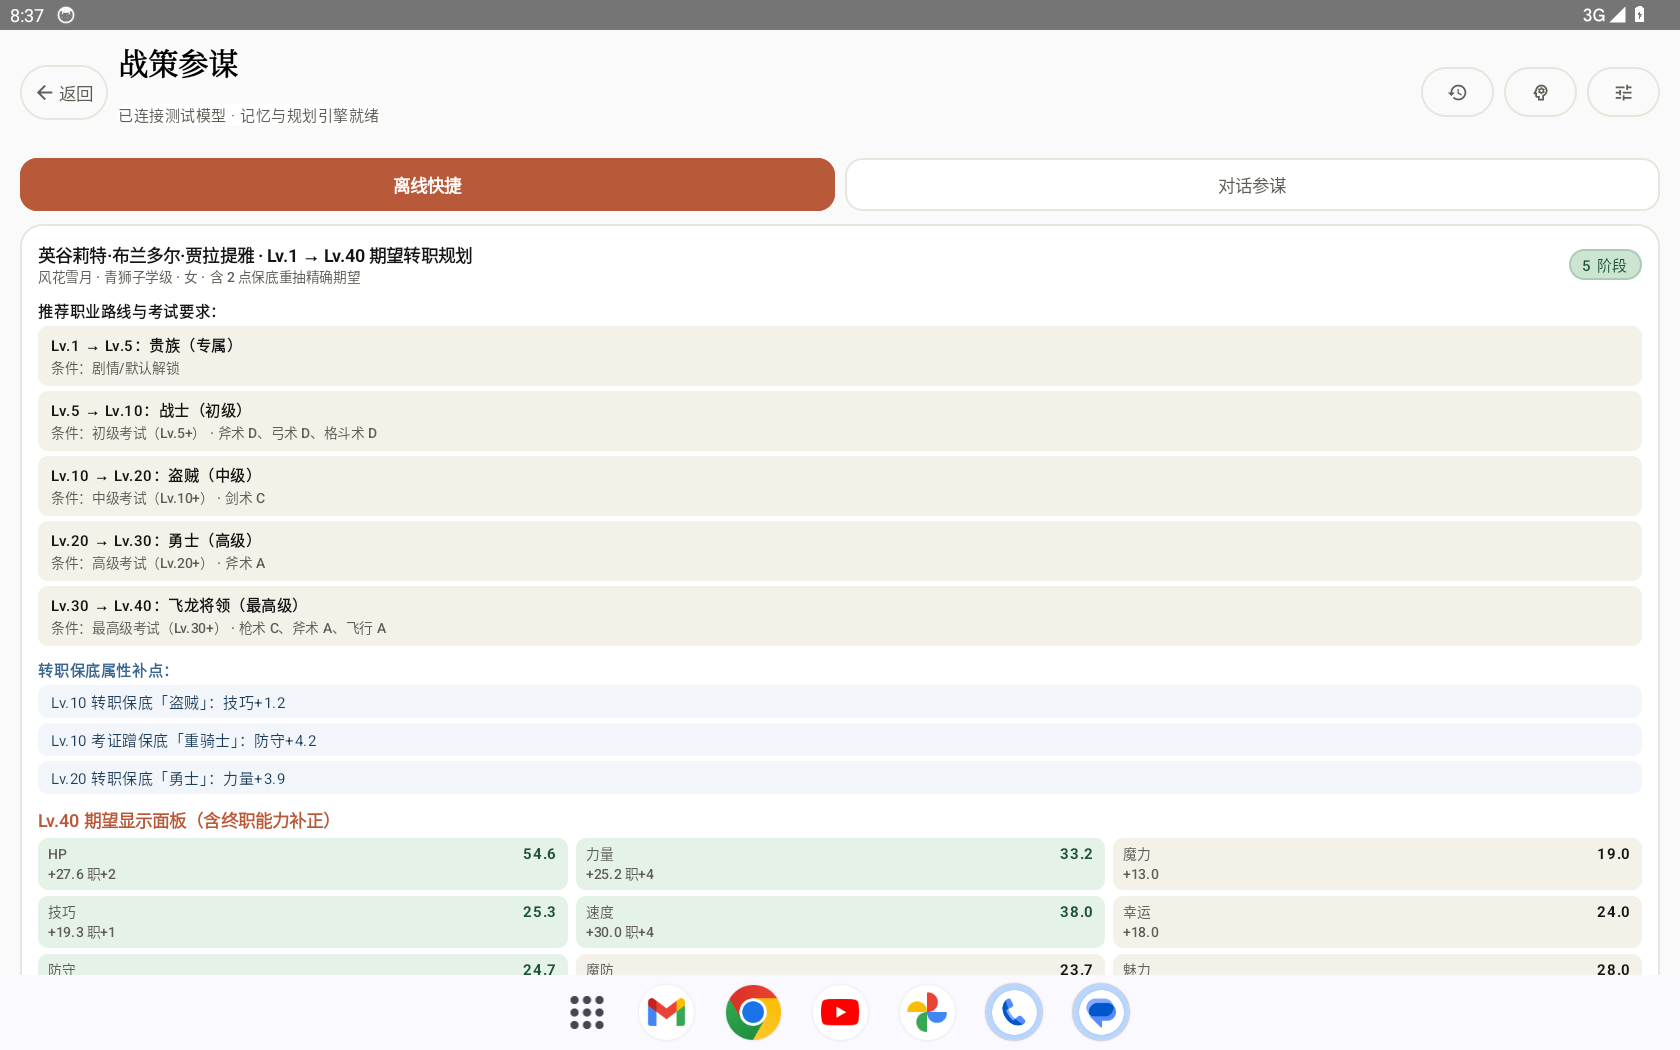 8:37
3G
战策参谋
返回
已连接测试模型 · 记忆与规划引擎就绪
离线快捷
对话参谋
英谷莉特·布兰多尔·贾拉提雅 · Lv.1 → Lv.40 期望转职规划
风花雪月 · 青狮子学级 · 女 · 含 2 点保底重抽精确期望
5 阶段
推荐职业路线与考试要求：
Lv.1 → Lv.5：贵族（专属）
条件：剧情/默认解锁
Lv.5 → Lv.10：战士（初级）
条件：初级考试（Lv.5+） · 斧术 D、弓术 D、格斗术 D
Lv.10 → Lv.20：盗贼（中级）
条件：中级考试（Lv.10+） · 剑术 C
Lv.20 → Lv.30：勇士（高级）
条件：高级考试（Lv.20+） · 斧术 A
Lv.30 → Lv.40：飞龙将领（最高级）
条件：最高级考试（Lv.30+） · 枪术 C、斧术 A、飞行 A
转职保底属性补点：
Lv.10 转职保底「盗贼」：技巧+1.2
Lv.10 考证蹭保底「重骑士」：防守+4.2
Lv.20 转职保底「勇士」：力量+3.9
Lv.40 期望显示面板（含终职能力补正）
HP 54.6
+27.6 职+2
力量 33.2
+25.2 职+4
魔力 19.0
+13.0
技巧 25.3
+19.3 职+1
速度 38.0
+30.0 职+4
幸运 24.0
+18.0
防守 24.7
魔防 23.7
魅力 28.0